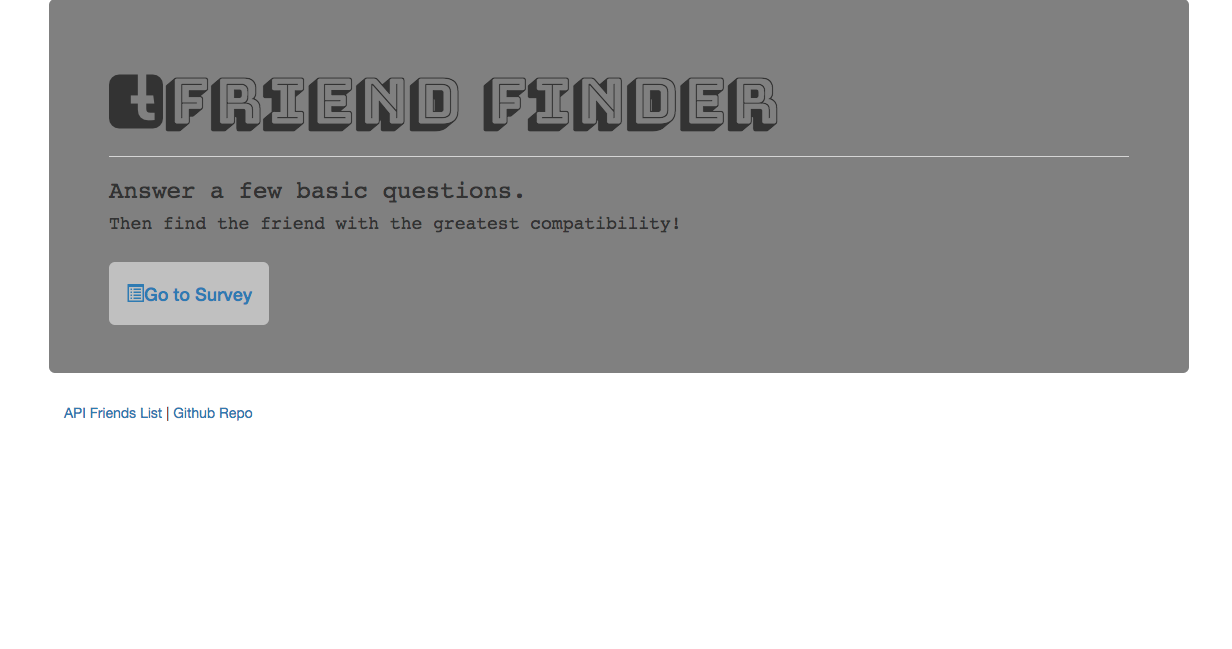 t FRIEND FINDER
Answer a few basic questions.
Then find the friend with the greatest compatibility!
Go to Survey
API Friends List | Github Repo